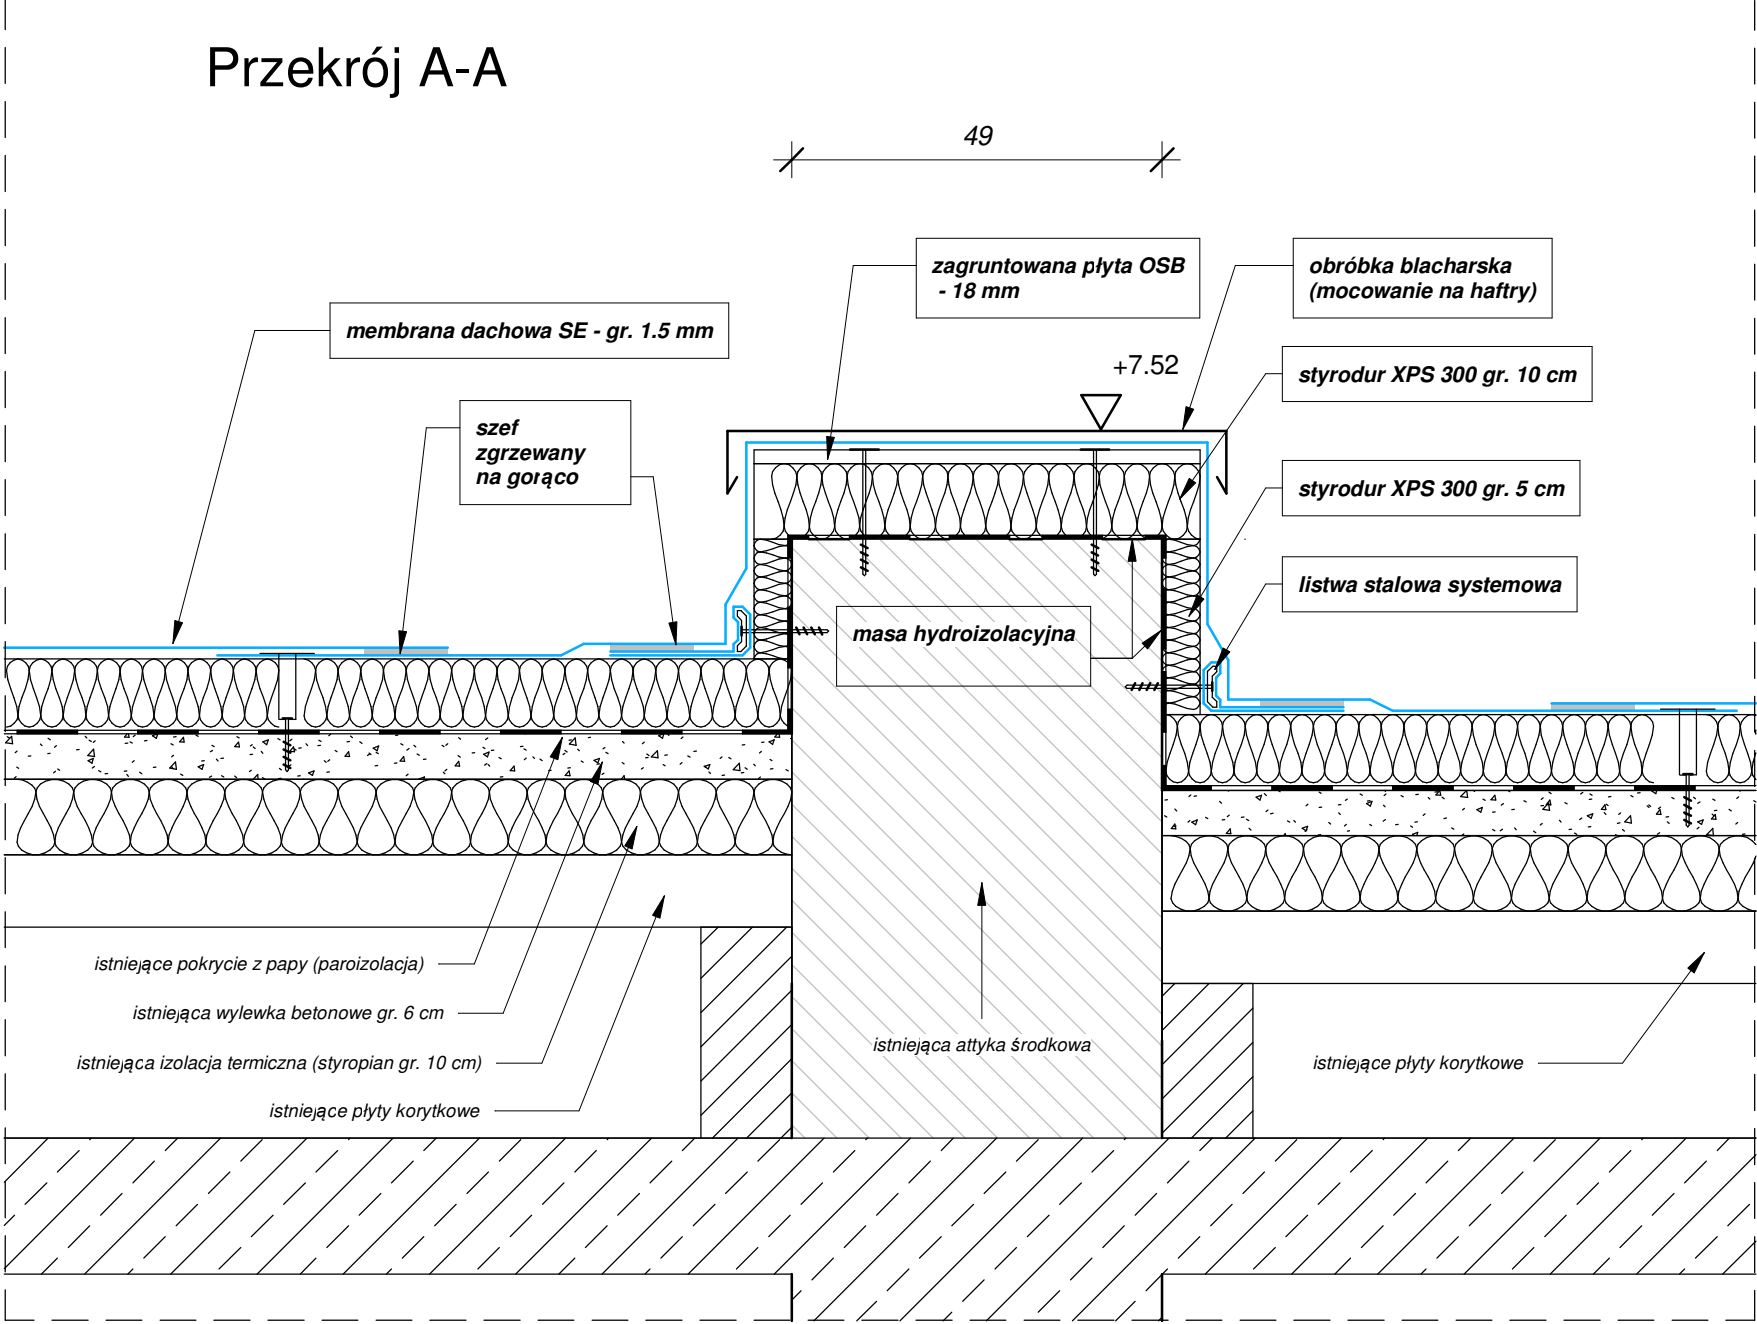 Przekrój A-A
49
zagruntowana płyta OSB
- 18 mm
obróbka blacharska
(mocowanie na haftry)
membrana dachowa SE - gr. 1.5 mm
+7.52
styrodur XPS 300 gr. 10 cm
szef
zgrzewany
na gorąco
styrodur XPS 300 gr. 5 cm
listwa stalowa systemowa
masa hydroizolacyjna
istniejące pokrycie z papy (paroizolacja)
istniejąca wylewka betonowe gr. 6 cm
istniejąca attyka środkowa
istniejąca izolacja termiczna (styropian gr. 10 cm)
istniejące płyty korytkowe
istniejące płyty korytkowe